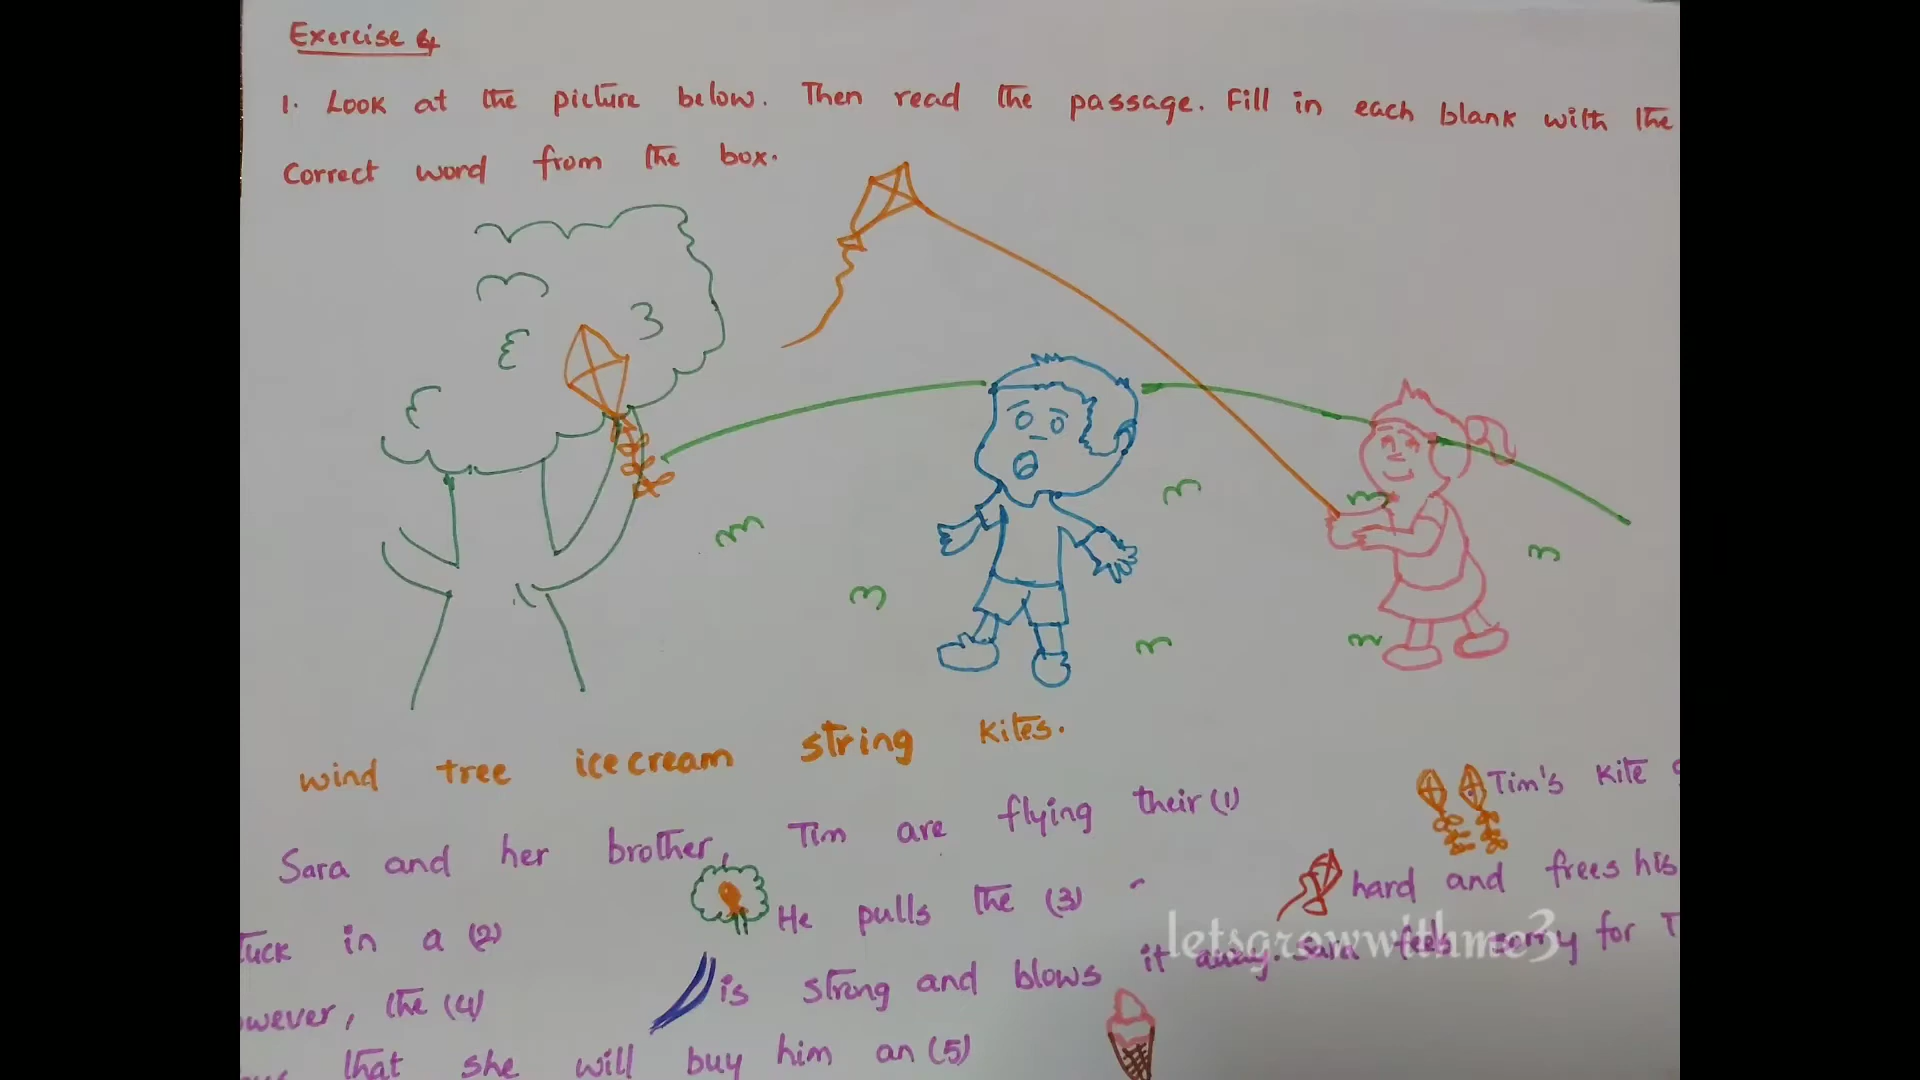 Exercise 4
1. Look at the picture below. Then read the passage. Fill in each blank with the
Correct word from the box.
wind tree icecream string kites.
Sara and her brother, Tim are flying their (1) Tim's kite
in a (2) He pulls the (3) hard and frees his
the (4) is strong and blows it away. Sara feels sorry for
that she will buy him an (5)
letsgrowwithme3